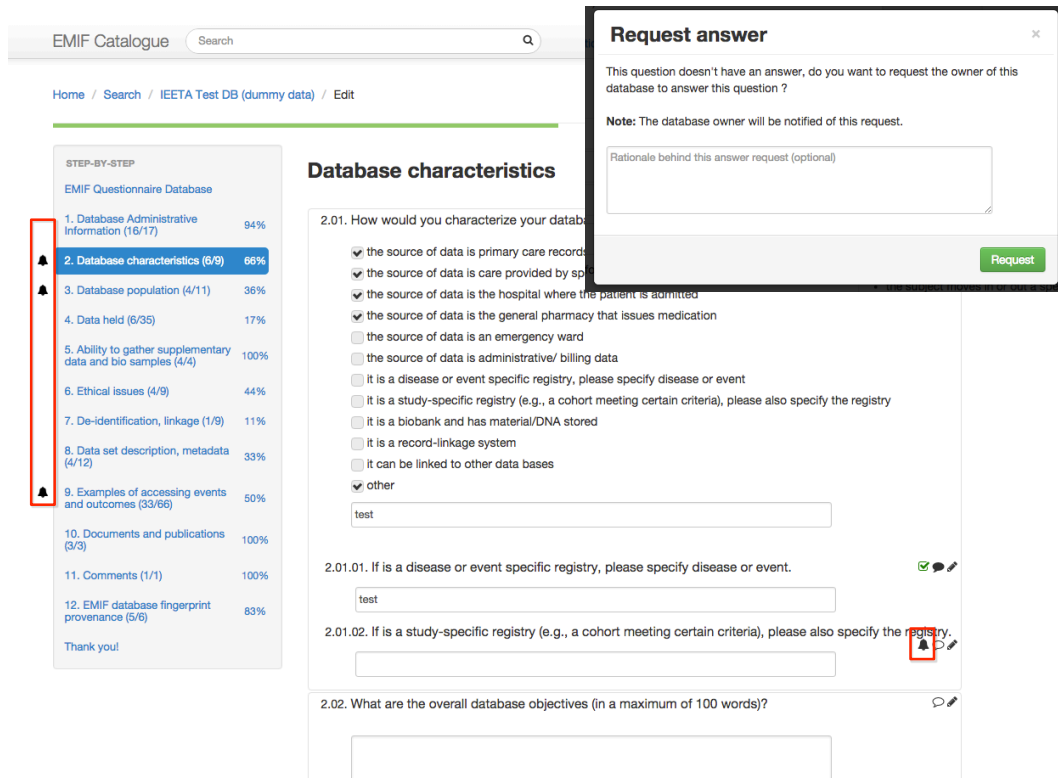 EMIF Catalogue
Search
Home / Search / IEETA Test DB (dummy data) / Edit
STEP-BY-STEP
EMIF Questionnaire Database
1. Database Administrative
Information (16/17)
94%
2. Database characteristics (6/9)
66%
3. Database population (4/11)
36%
4. Data held (6/35)
17%
5. Ability to gather supplementary
data and bio samples (4/4)
100%
6. Ethical issues (4/9)
44%
7. De-identification, linkage (1/9)
11%
8. Data set description, metadata
(4/12)
33%
9. Examples of accessing events
and outcomes (33/66)
50%
10. Documents and publications
(3/3)
100%
11. Comments (1/1)
100%
12. EMIF database fingerprint
provenance (5/6)
83%
Thank you!
Request answer
×
This question doesn't have an answer, do you want to request the owner of this
database to answer this question ?
Note: The database owner will be notified of this request.
Rationale behind this answer request (optional)
Request
Database characteristics
2.01. How would you characterize your
the source of data is primary care records
the source of data is care provided by
the source of data is the hospital where the patient is admitted
the subject moves in or out a
the source of data is the general pharmacy that issues medication
the source of data is an emergency ward
the source of data is administrative/ billing data
it is a disease or event specific registry, please specify disease or event
it is a study-specific registry (e.g., a cohort meeting certain criteria), please also specify the registry
it is a biobank and has material/DNA stored
it is a record-linkage system
it can be linked to other data bases
other
test
2.01.01. If is a disease or event specific registry, please specify disease or event.
test
2.01.02. If is a study-specific registry (e.g., a cohort meeting certain criteria), please also specify the registry.
2.02. What are the overall database objectives (in a maximum of 100 words)?